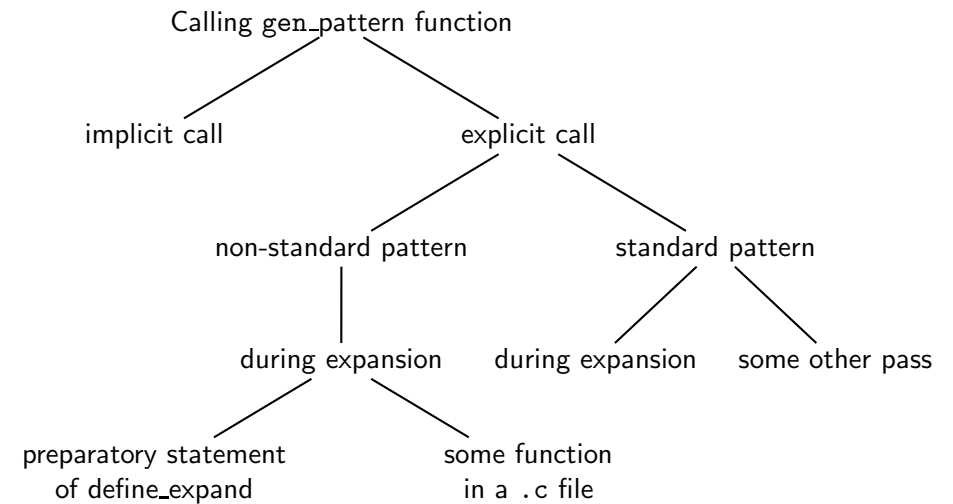 Calling gen_pattern function
implicit call
explicit call
non-standard pattern
standard pattern
during expansion
during expansion
some other pass
preparatory statement
of define_expand
some function
in a .c file